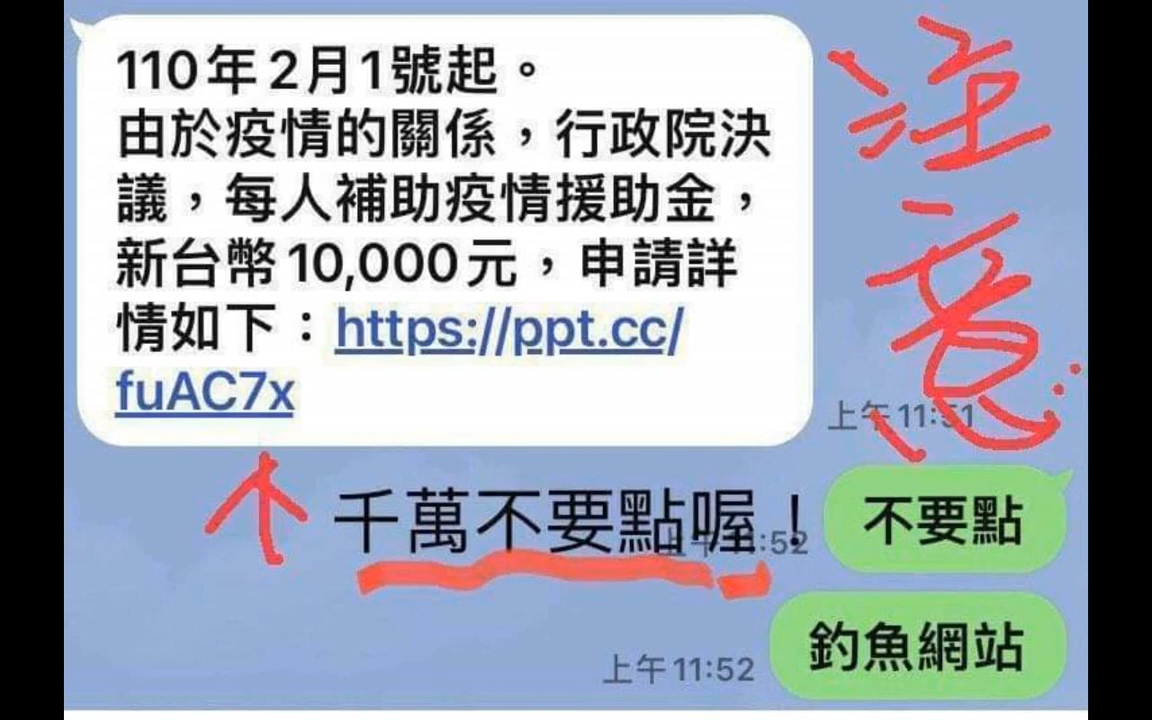 110年2月1號起。
由於疫情的關係，行政院決
議，每人補助疫情援助金，
新台幣10,000元，申請詳
情如下：https://ppt.cc/
fuAC7x
上午11:51
注意
千萬不要點喔！
上午11:52
不要點
上午11:52
釣魚網站